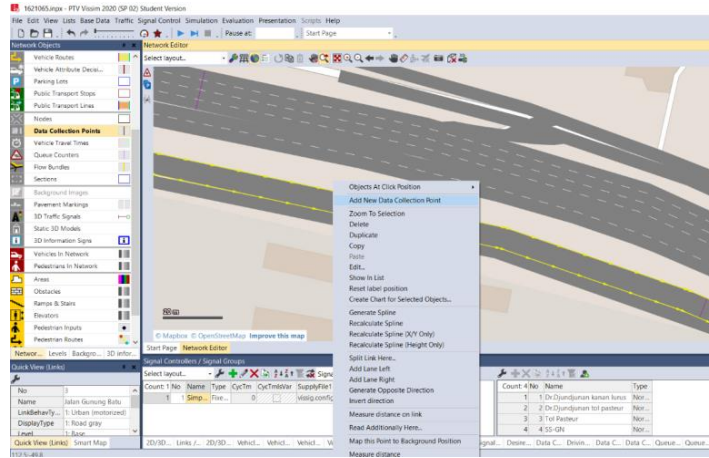 1621065.inpx - PTV Vissim 2020 (SP 02) Student Version
File Edit View Lists Base Data Traffic Signal Control Simulation Evaluation Presentation Scripts Help
Pause at: Start Page
Network Objects
Network Editor
Select layout...
Vehicle Routes
Vehicle Attribute Decisi...
Parking Lots
Public Transport Stops
Public Transport Lines
Nodes
Data Collection Points
Vehicle Travel Times
Queue Counters
Flow Bundles
Sections
Background Images
Pavement Markings
3D Traffic Signals
Static 3D Models
3D Information Signs
Vehicles In Network
Pedestrians In Network
Areas
Obstacles
Ramps & Stairs
Elevators
Pedestrian Inputs
Pedestrian Routes
Objects At Click Position
Add New Data Collection Point
Zoom To Selection
Delete
Duplicate
Copy
Paste
Edit...
Show In List
Reset label position
Create Chart for Selected Objects...
Generate Spline
Recalculate Spline
Recalculate Spline (X/Y Only)
Recalculate Spline (Height Only)
Split Link Here...
Add Lane Left
Add Lane Right
Generate Opposite Direction
Invert direction
Measure distance on link
Read Additionally Here...
Map this Point to Background Position
Measure distance
© Mapbox © OpenStreetMap Improve this map
Start Page Network Editor
Networ... Levels Backgro... 3D Infor...
Quick View (Links)
No 3
Name Jalan Gunung Batu
LinkBehavTy... 1: Urban (motorized)
DisplayType 1: Road gray
Level 1: Base
Quick View (Links) Smart Map
Signal Controllers / Signal Groups
Select layout... Signa
Count: 1 No Name Type CycTm CycTmIsVar SupplyFile1
1 1 Simp... Fixe... 0 vissig.config
Count: 4 No Name Type
1 1 Dr.Djundjunan kanan lurus Nor...
2 2 Dr.Djundjunan tol pasteur Nor...
3 3 Tol Pasteur Nor...
4 4 SS-GN Nor...
2D/3D... Links /... 2D/3D... Vehicl... Vehicl... Vehicl...
Desire... Data C... Drivin... Data C... Data C... Queue... Queue...